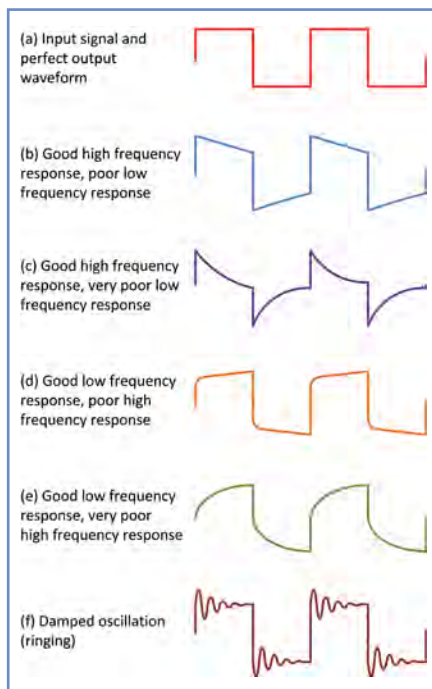 (a) Input signal and
perfect output
waveform
(b) Good high frequency
response, poor low
frequency response
(c) Good high frequency
response, very poor low
frequency response
(d) Good low frequency
response, poor high
frequency response
(e) Good low frequency
response, very poor
high frequency response
(f) Damped oscillation
(ringing)